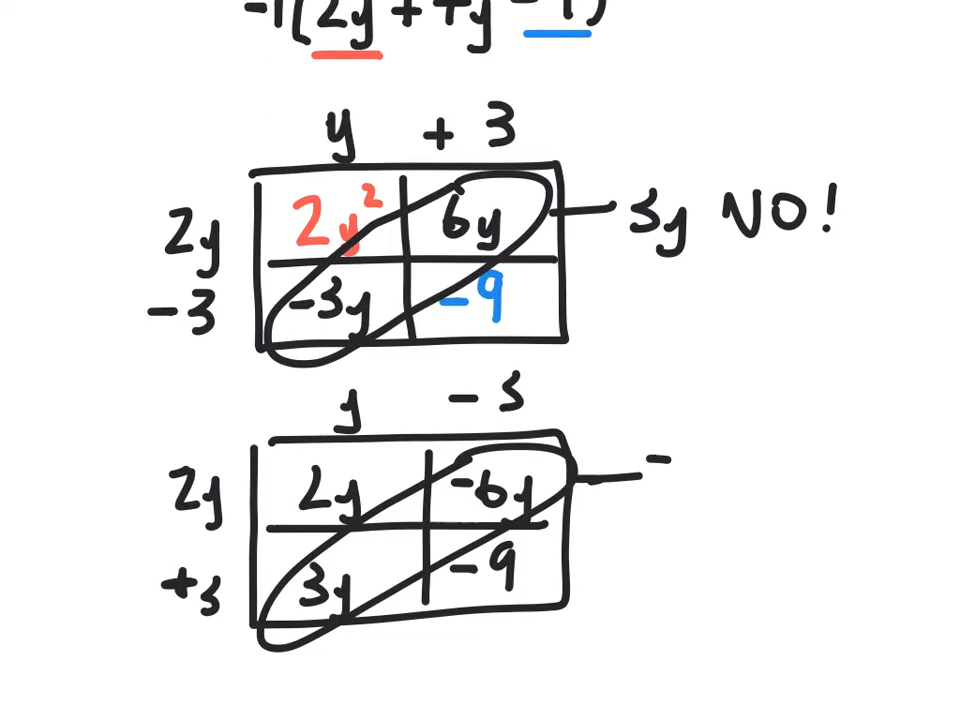 y + 3
2y 2y² 6y 3y NO!
-3 -3y -9
y - 3
2y 2y -6y -
+3 3y -9